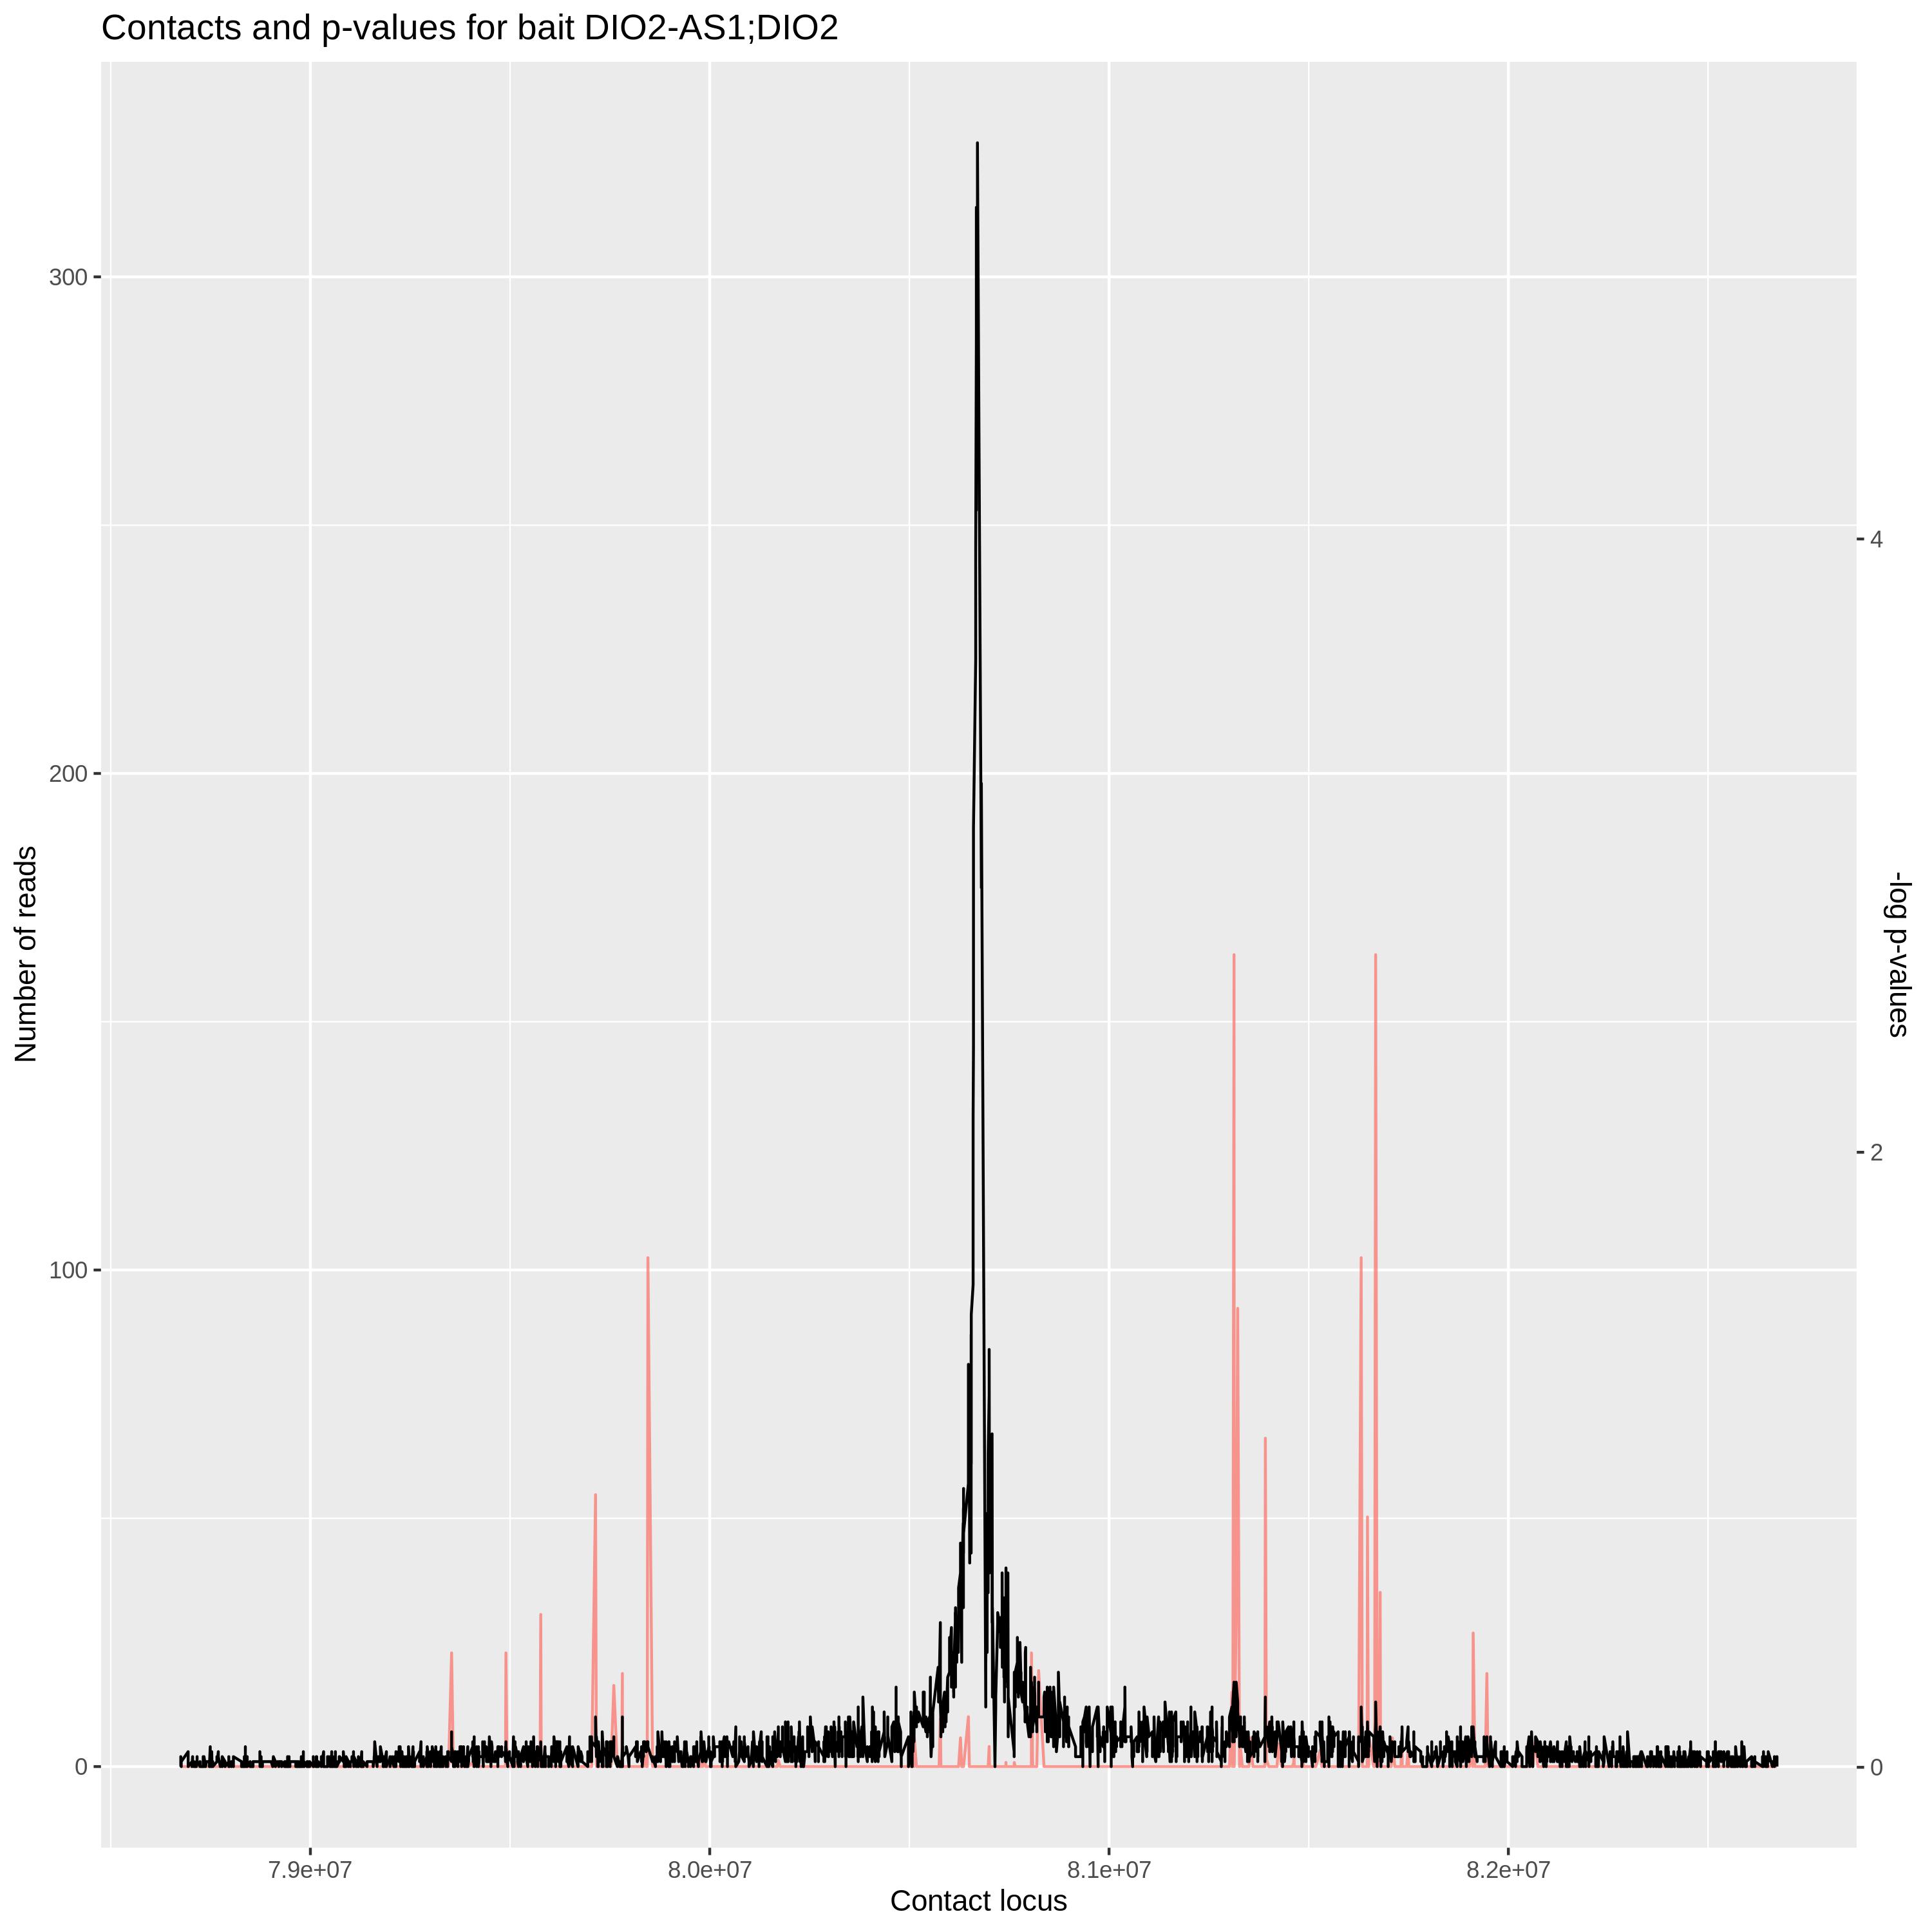 Contacts and p-values for bait DIO2-AS1;DIO2
300
200
100
0
Number of reads
4
2
0
-log p-values
7.9e+07
8.0e+07
8.1e+07
8.2e+07
Contact locus